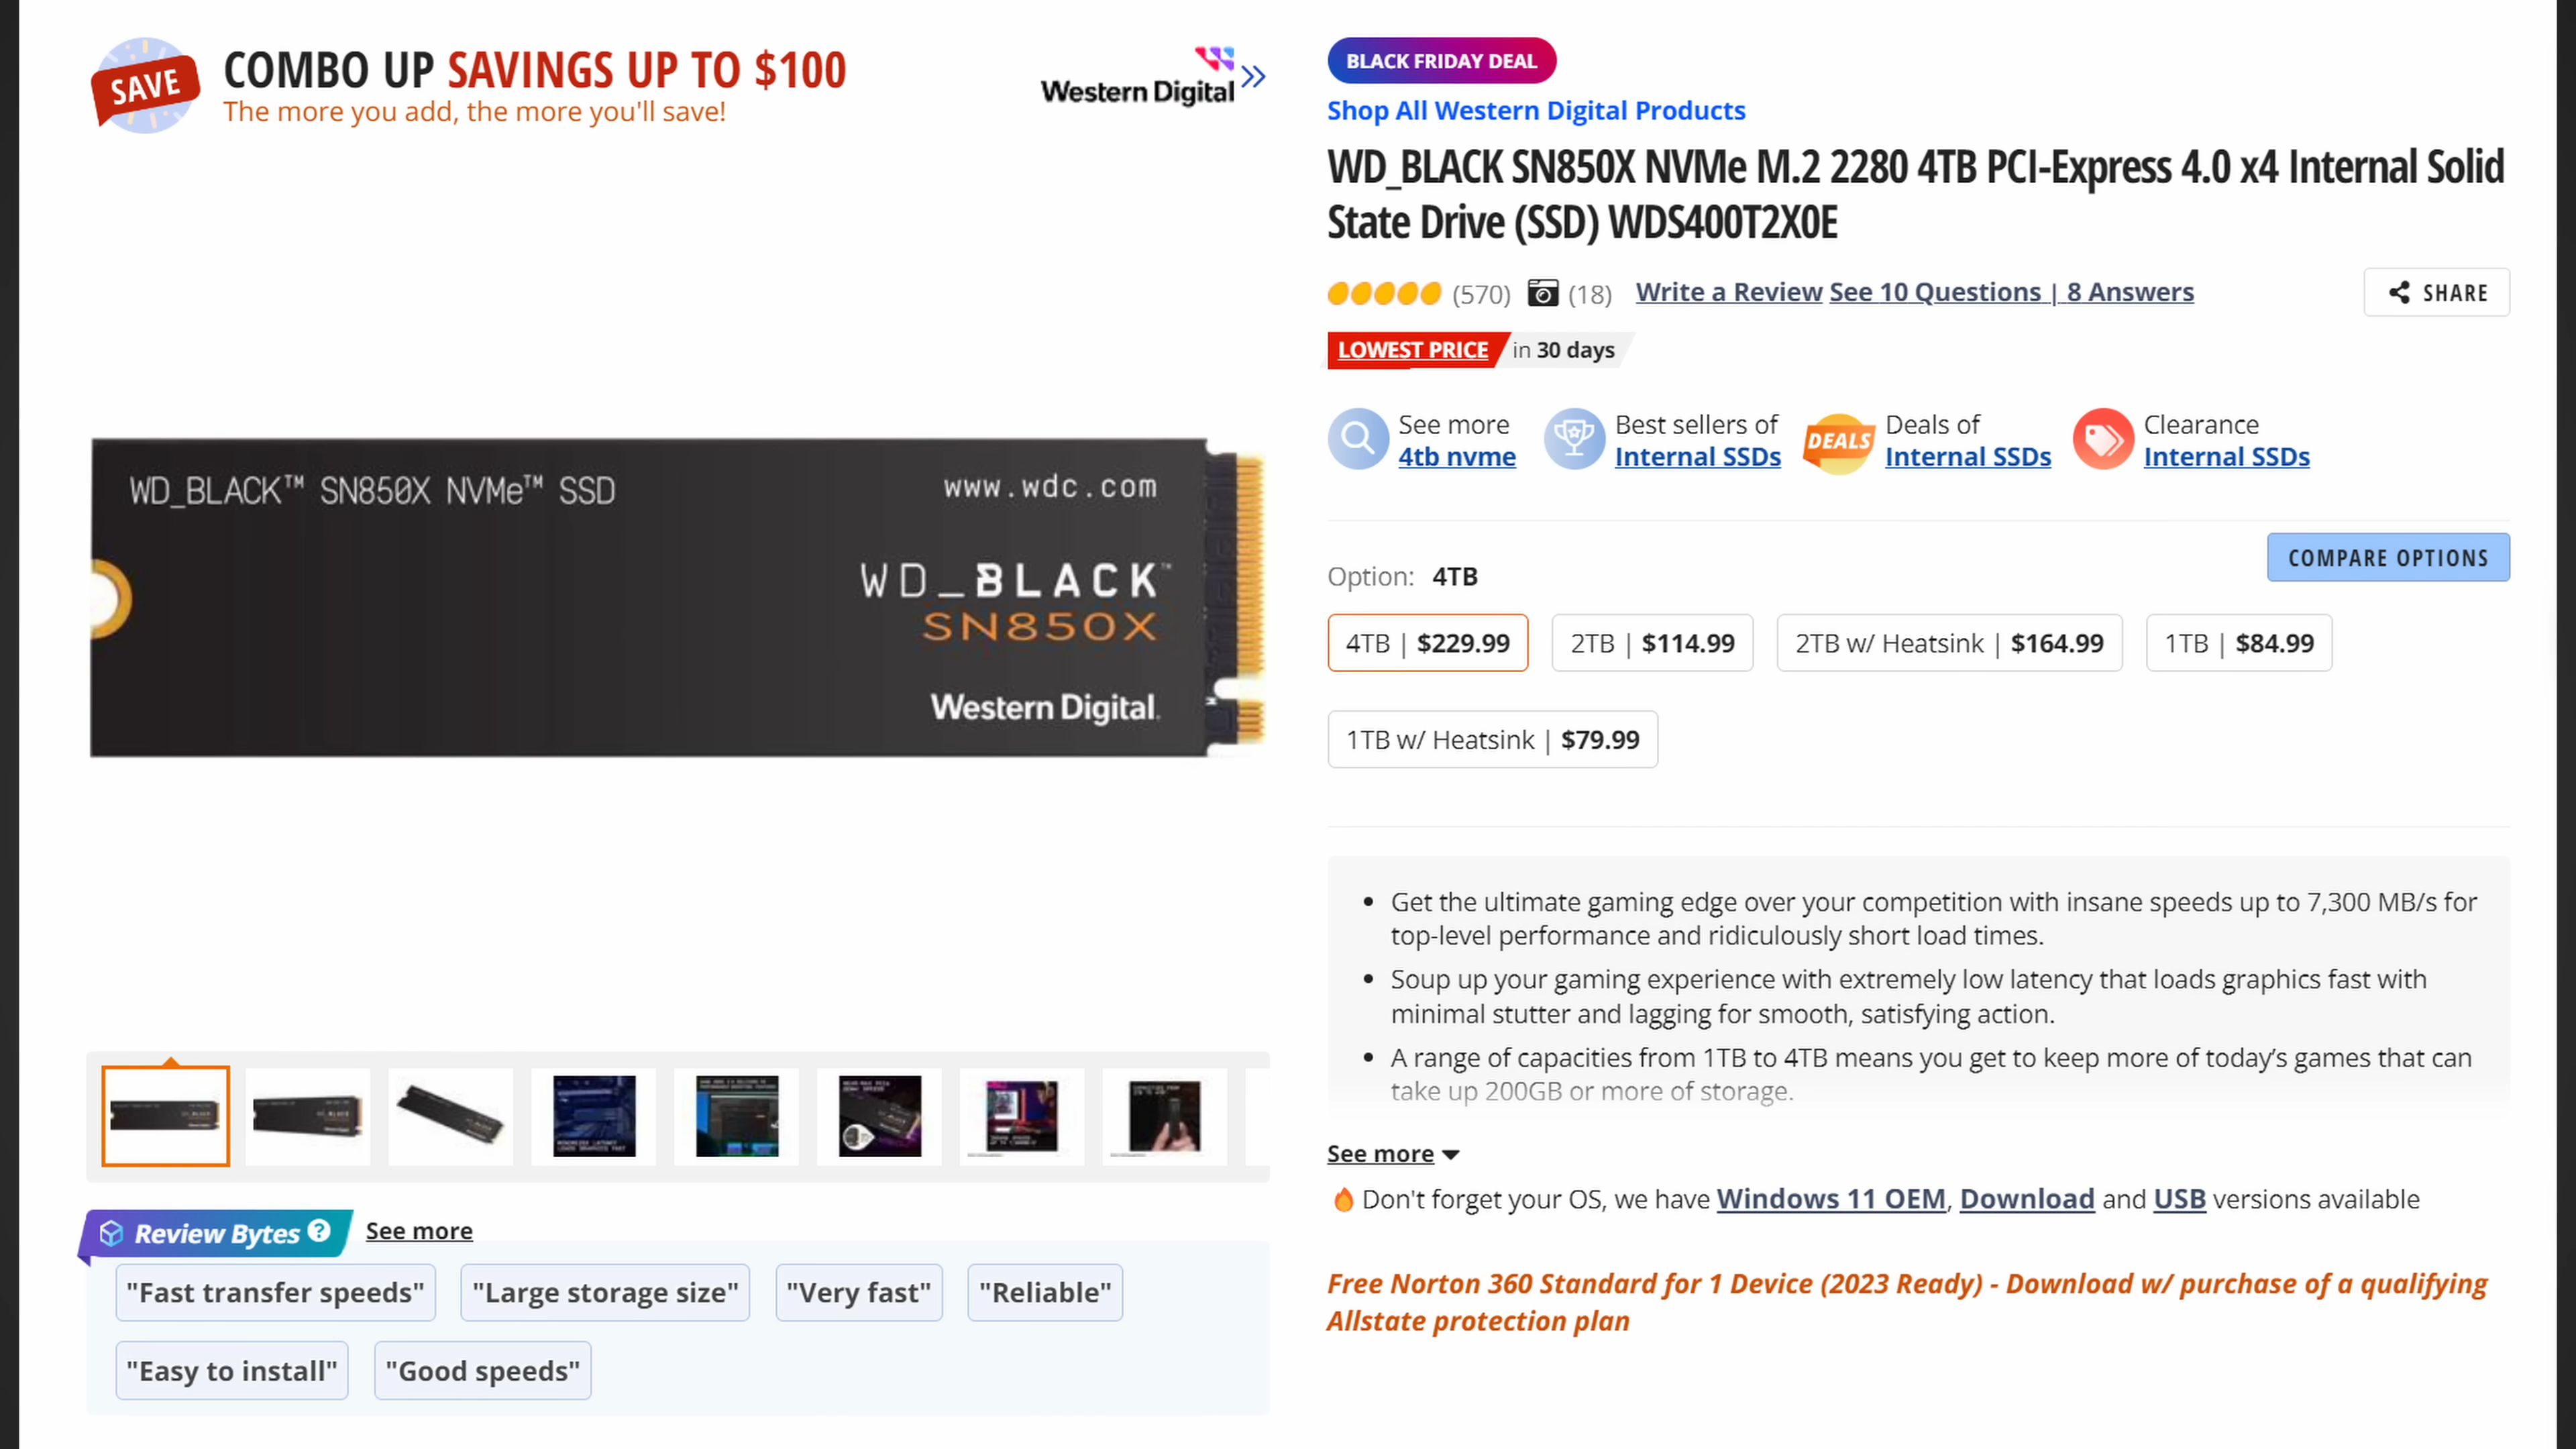 SAVE
COMBO UP SAVINGS UP TO $100
The more you add, the more you'll save!
Western Digital
WD_BLACK™ SN850X NVMe™ SSD
www.wdc.com
WD_BLACK™
SN850X
Western Digital.
Review Bytes ? See more
"Fast transfer speeds" "Large storage size" "Very fast" "Reliable"
"Easy to install" "Good speeds"
BLACK FRIDAY DEAL
Shop All Western Digital Products
WD_BLACK SN850X NVMe M.2 2280 4TB PCI-Express 4.0 x4 Internal Solid
State Drive (SSD) WDS400T2X0E
(570) (18) Write a Review See 10 Questions | 8 Answers
SHARE
LOWEST PRICE in 30 days
See more
4tb nvme
Best sellers of
Internal SSDs
DEALS
Deals of
Internal SSDs
Clearance
Internal SSDs
COMPARE OPTIONS
Option: 4TB
4TB | $229.99 2TB | $114.99 2TB w/ Heatsink | $164.99 1TB | $84.99
1TB w/ Heatsink | $79.99
• Get the ultimate gaming edge over your competition with insane speeds up to 7,300 MB/s for
top-level performance and ridiculously short load times.
• Soup up your gaming experience with extremely low latency that loads graphics fast with
minimal stutter and lagging for smooth, satisfying action.
• A range of capacities from 1TB to 4TB means you get to keep more of today’s games that can
take up 200GB or more of storage.
See more
Don't forget your OS, we have Windows 11 OEM, Download and USB versions available
Free Norton 360 Standard for 1 Device (2023 Ready) - Download w/ purchase of a qualifying
Allstate protection plan